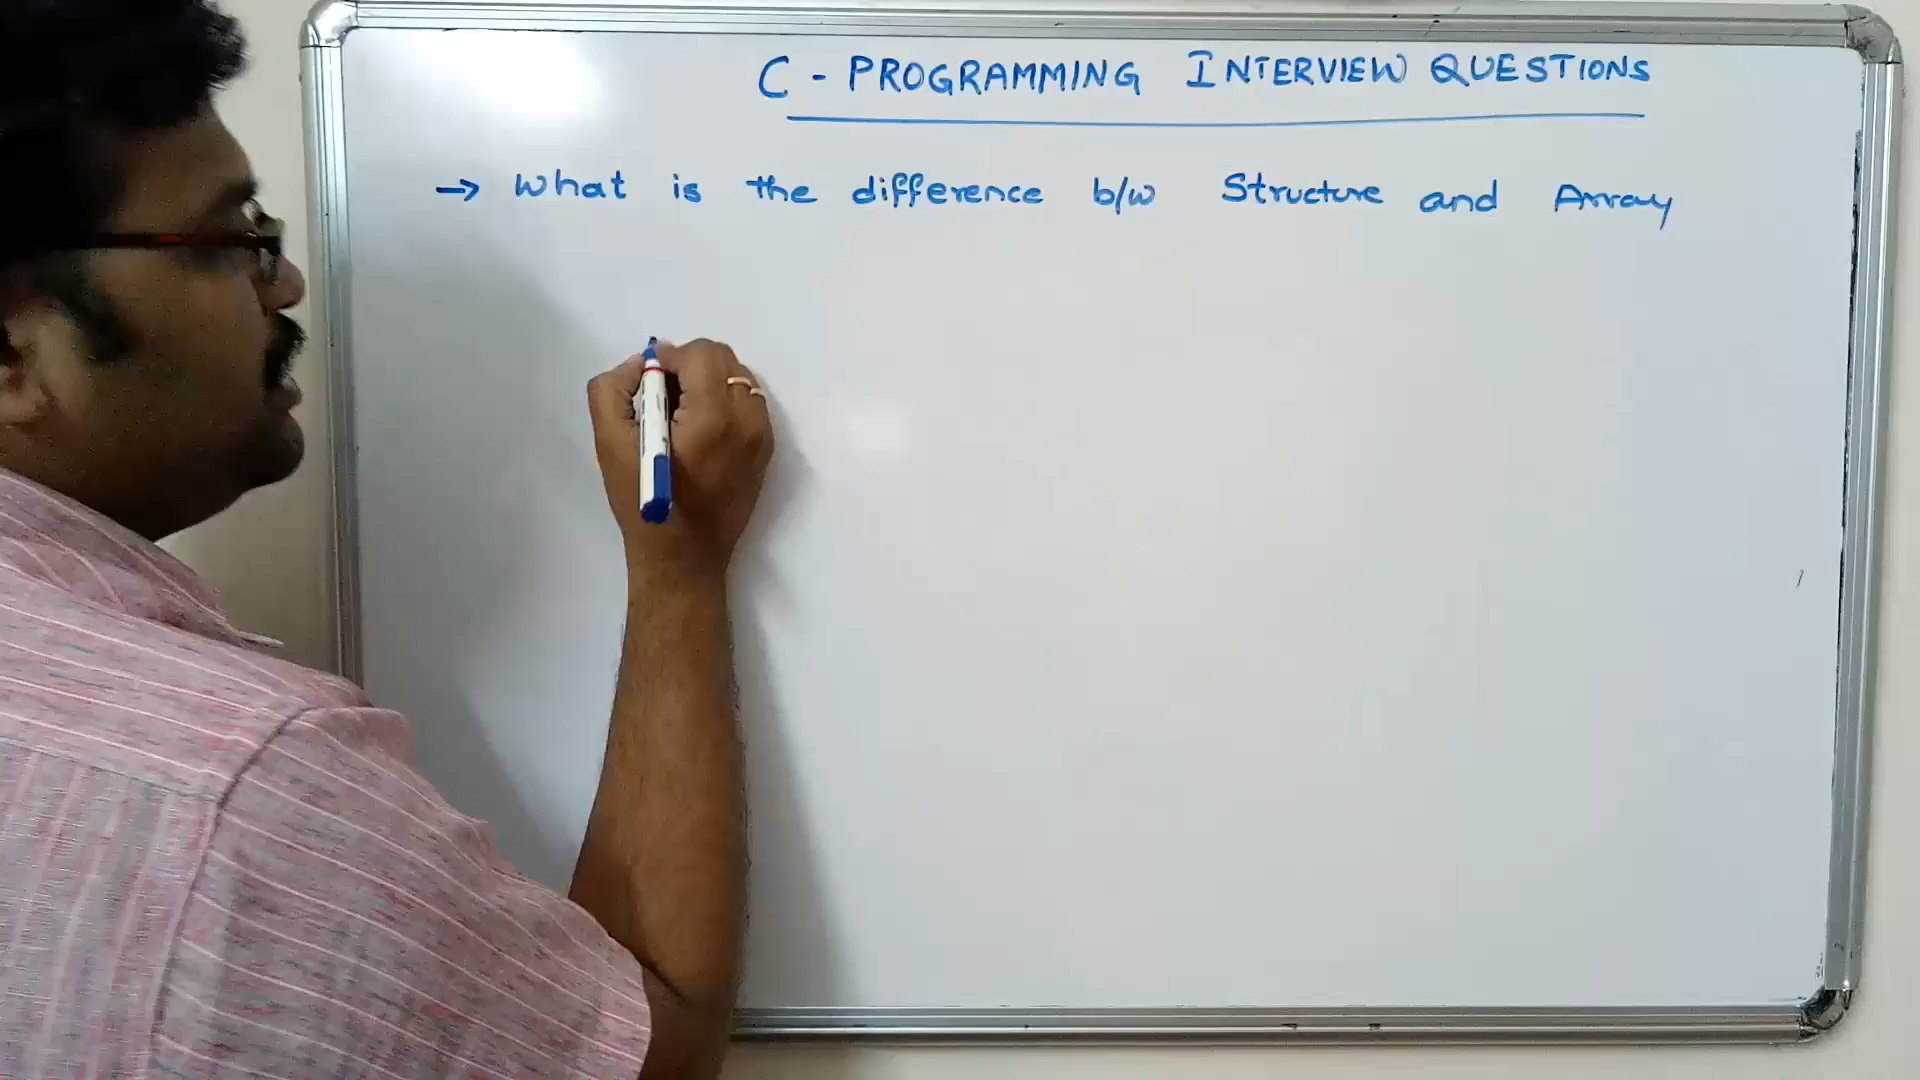 C - PROGRAMMING INTERVIEW QUESTIONS
→ What is the difference b/w Structure and Array